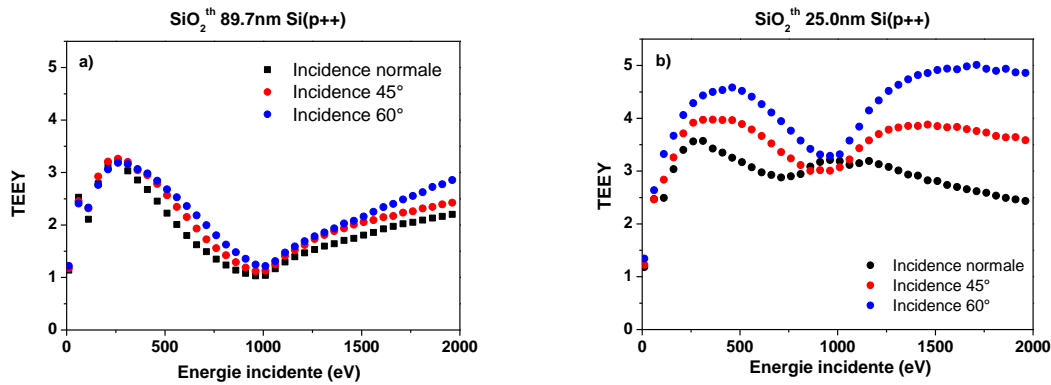 SiO2th 89.7nm Si(p++)
a)
Incidence normale
Incidence 45°
Incidence 60°
TEEY
5
4
3
2
1
0
0 500 1000 1500 2000
Energie incidente (eV)
SiO2th 25.0nm Si(p++)
b)
TEEY
5
4
3
2
1
0
Incidence normale
Incidence 45°
Incidence 60°
0 500 1000 1500 2000
Energie incidente (eV)